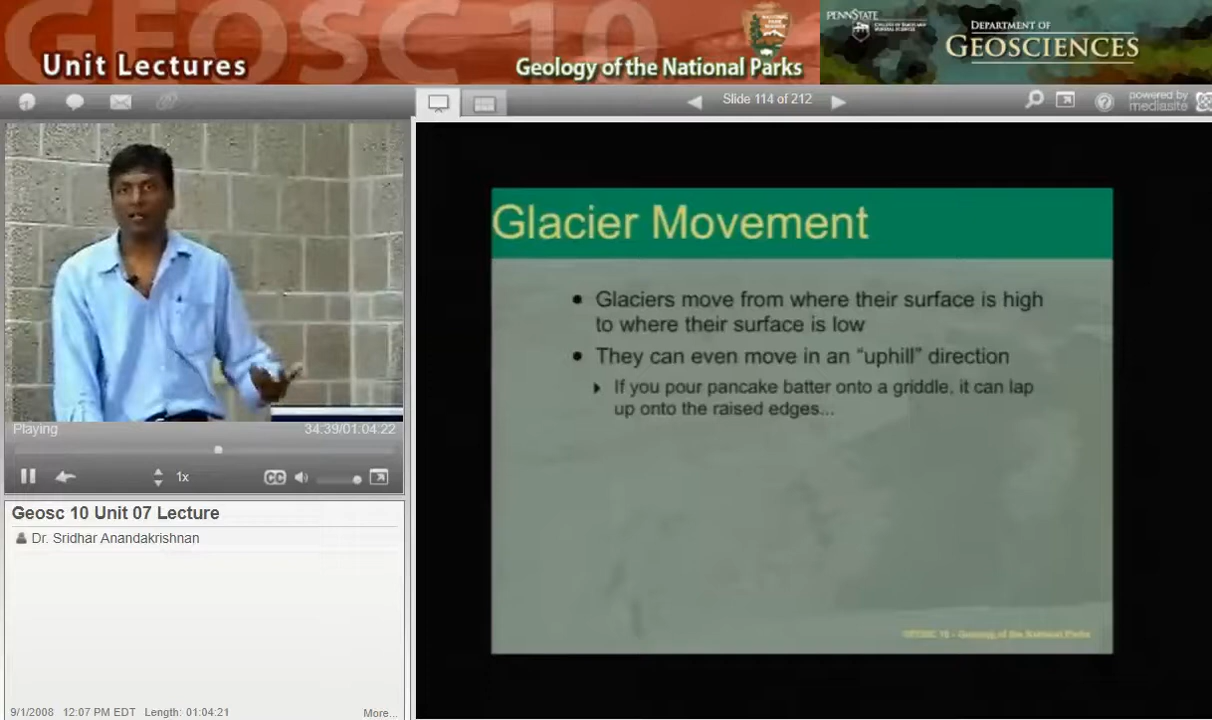 GEOSC 10
Unit Lectures
Geology of the National Parks
PENNSTATE
DEPARTMENT OF
GEOSCIENCES
Slide 114 of 212
powered by
mediasite
Glacier Movement
• Glaciers move from where their surface is high
to where their surface is low
• They can even move in an “uphill” direction
If you pour pancake batter onto a griddle, it can lap
up onto the raised edges...
GEOSC 10 - Geology of the National Parks
Playing
34:39/01:04:22
1x
CC
Geosc 10 Unit 07 Lecture
Dr. Sridhar Anandakrishnan
9/1/2008 12:07 PM EDT Length: 01:04:21
More...